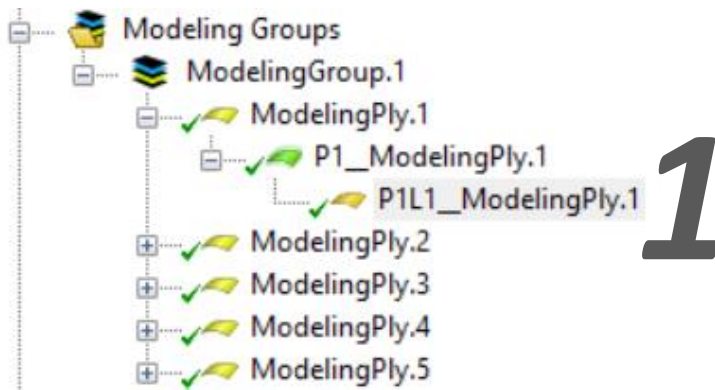 Modeling Groups
ModelingGroup.1
ModelingPly.1
P1__ModelingPly.1
P1L1__ModelingPly.1
1
ModelingPly.2
ModelingPly.3
ModelingPly.4
ModelingPly.5